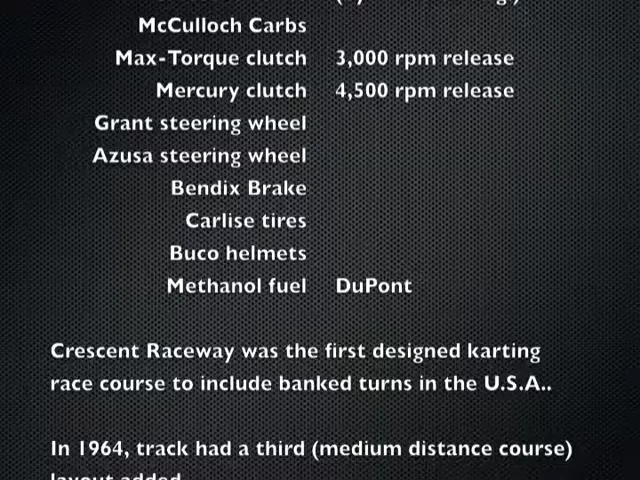 McCulloch Carbs
Max-Torque clutch 3,000 rpm release
Mercury clutch 4,500 rpm release
Grant steering wheel
Azusa steering wheel
Bendix Brake
Carlise tires
Buco helmets
Methanol fuel DuPont
Crescent Raceway was the first designed karting
race course to include banked turns in the U.S.A..
In 1964, track had a third (medium distance course)
layout added